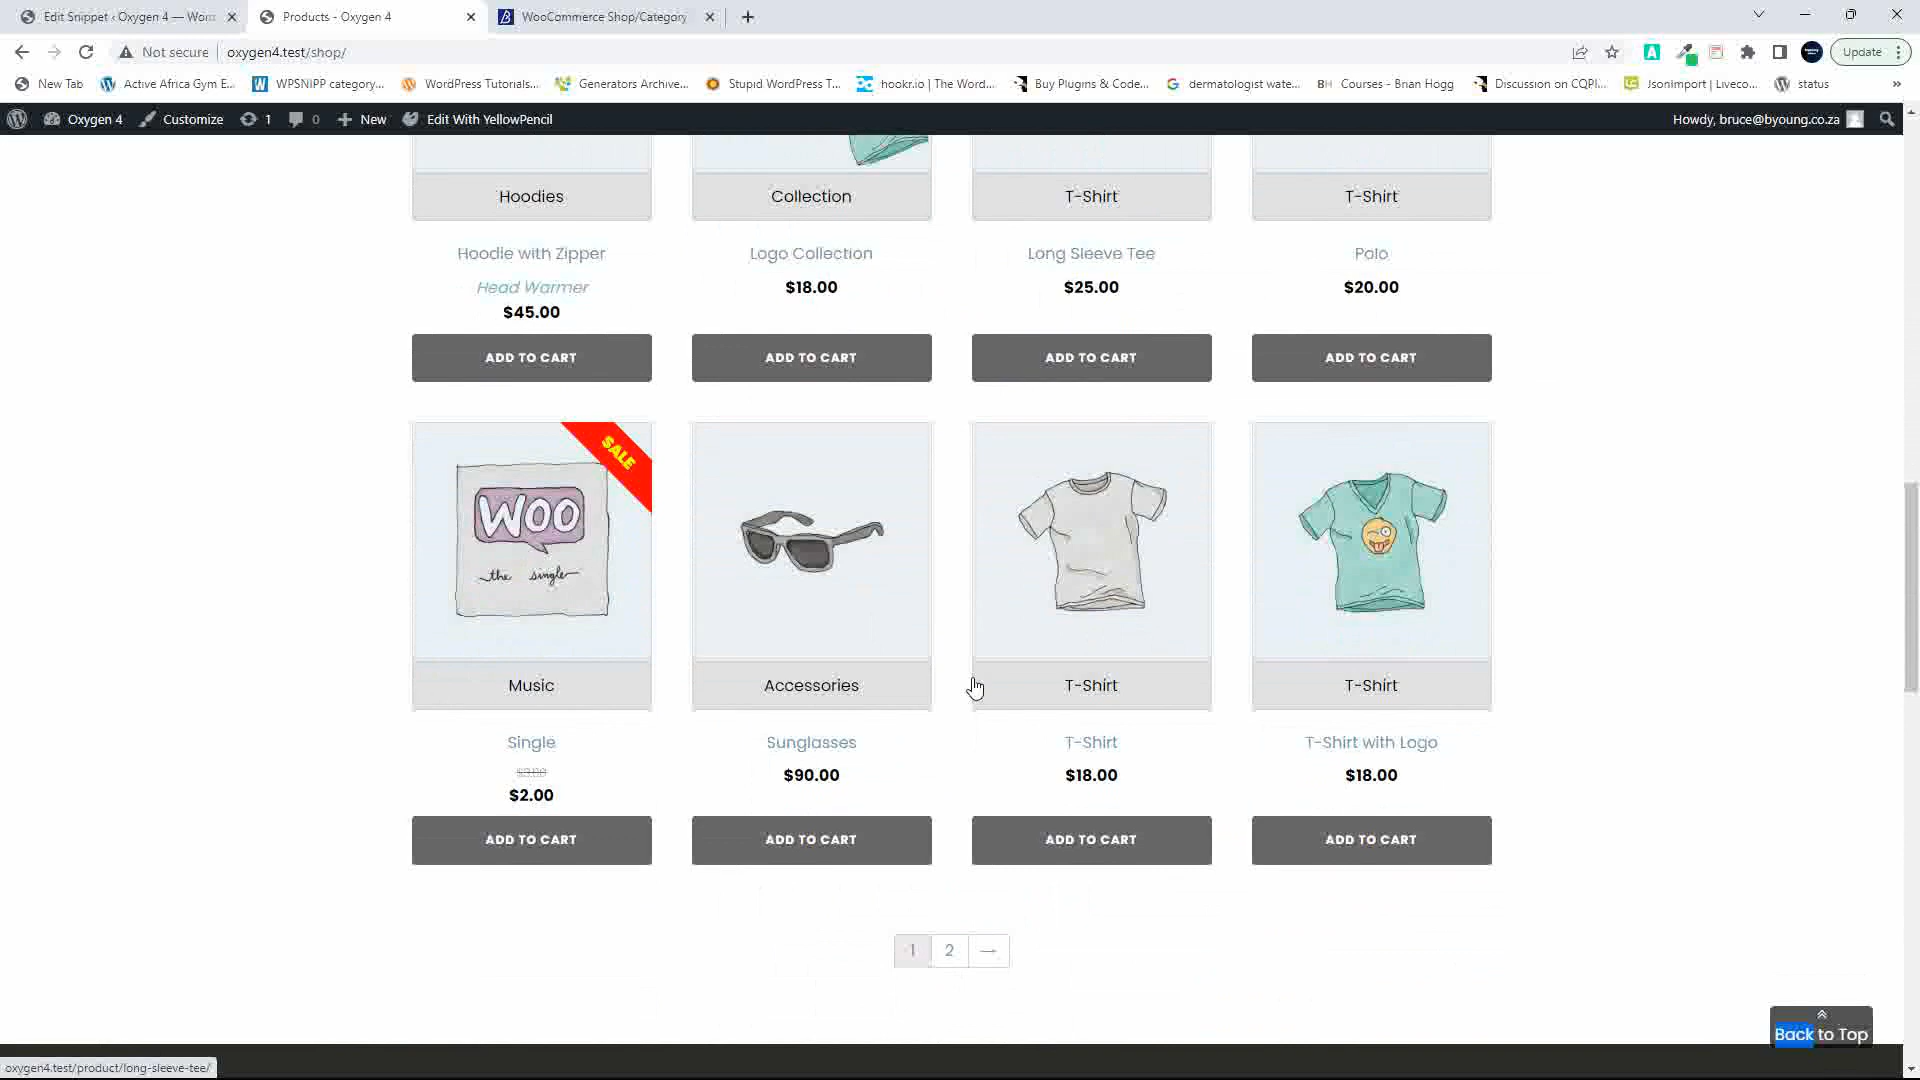 Edit Snippet ‹ Oxygen 4 — Wor
Products - Oxygen 4
WooCommerce Shop/Category
Not secure
oxygen4.test/shop/
Update
New Tab
Active Africa Gym E...
WPSNIPP category...
WordPress Tutorials...
Generators Archive...
Stupid WordPress T...
hookr.io | The Word...
Buy Plugins & Code...
dermatologist wate...
BH Courses - Brian Hogg
Discussion on CQPI...
Jsonimport | Liveco...
status
»
Oxygen 4
Customize
1
0
New
Edit With YellowPencil
Howdy, bruce@byoung.co.za
Hoodies
Collection
T-Shirt
T-Shirt
Hoodie with Zipper
Logo Collection
Long Sleeve Tee
Polo
Head Warmer
$18.00
$25.00
$20.00
$45.00
ADD TO CART
ADD TO CART
ADD TO CART
ADD TO CART
SALE
WOO
the single
Music
Accessories
T-Shirt
T-Shirt
Single
Sunglasses
T-Shirt
T-Shirt with Logo
$3.00
$90.00
$18.00
$18.00
$2.00
ADD TO CART
ADD TO CART
ADD TO CART
ADD TO CART
1
2
→
Back to Top
oxygen4.test/product/long-sleeve-tee/